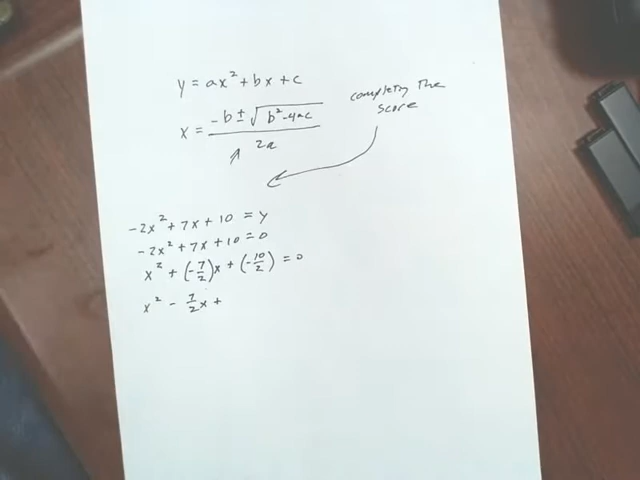 y = ax² + bx + c
x = (-b ± √(b² - 4ac)) / 2a
completing the
score
-2x² + 7x + 10 = y
-2x² + 7x + 10 = 0
x² + (-7/2)x + (-10/2) = 0
x² - 7/2 x +